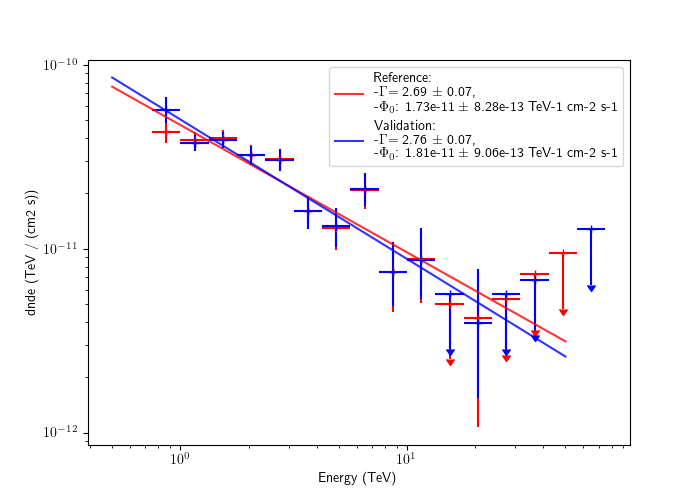 Reference:
-Γ= 2.69 ± 0.07,
-Φ₀: 1.73e-11 ± 8.28e-13 TeV-1 cm-2 s-1
Validation:
-Γ= 2.76 ± 0.07,
-Φ₀: 1.81e-11 ± 9.06e-13 TeV-1 cm-2 s-1
10⁻¹⁰
10⁻¹¹
10⁻¹²
dnde (TeV / (cm2 s))
10⁰ 10¹
Energy (TeV)